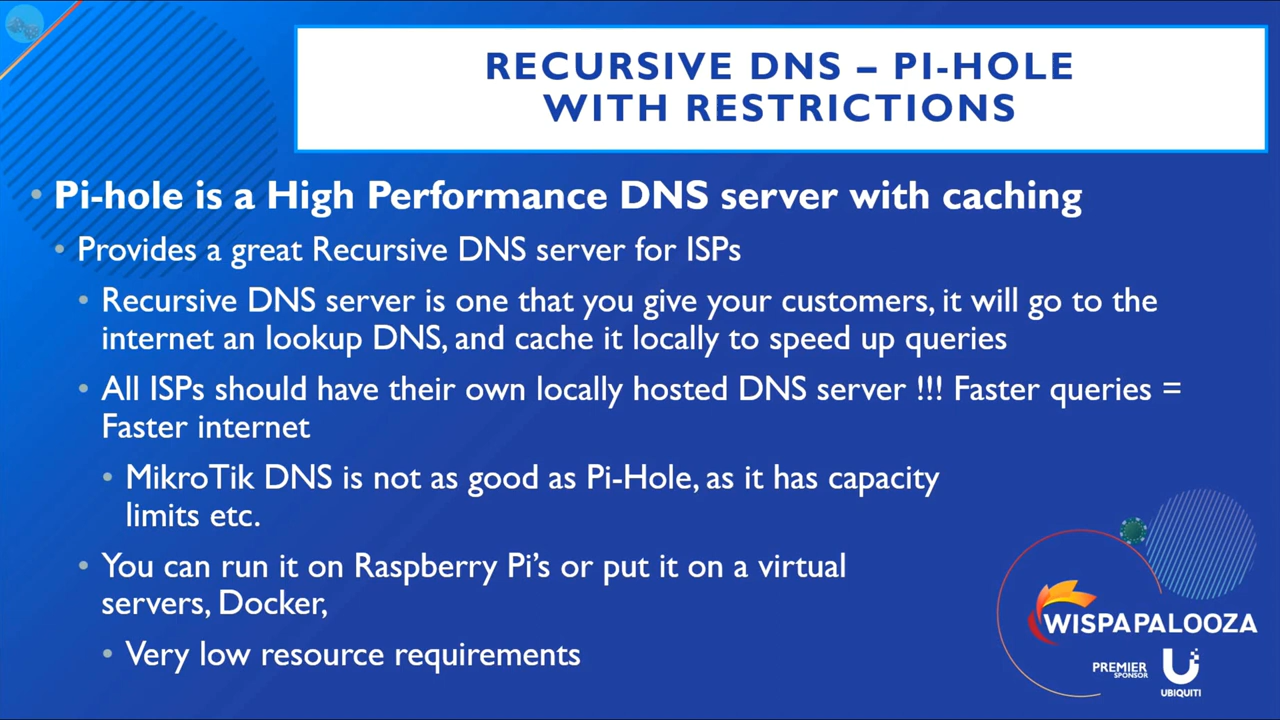 RECURSIVE DNS – PI-HOLE
WITH RESTRICTIONS
• Pi-hole is a High Performance DNS server with caching
• Provides a great Recursive DNS server for ISPs
• Recursive DNS server is one that you give your customers, it will go to the
internet an lookup DNS, and cache it locally to speed up queries
• All ISPs should have their own locally hosted DNS server !!! Faster queries =
Faster internet
• MikroTik DNS is not as good as Pi-Hole, as it has capacity
limits etc.
• You can run it on Raspberry Pi’s or put it on a virtual
servers, Docker,
• Very low resource requirements
WISPAPALOOZA
PREMIER
SPONSOR
UBIQUITI